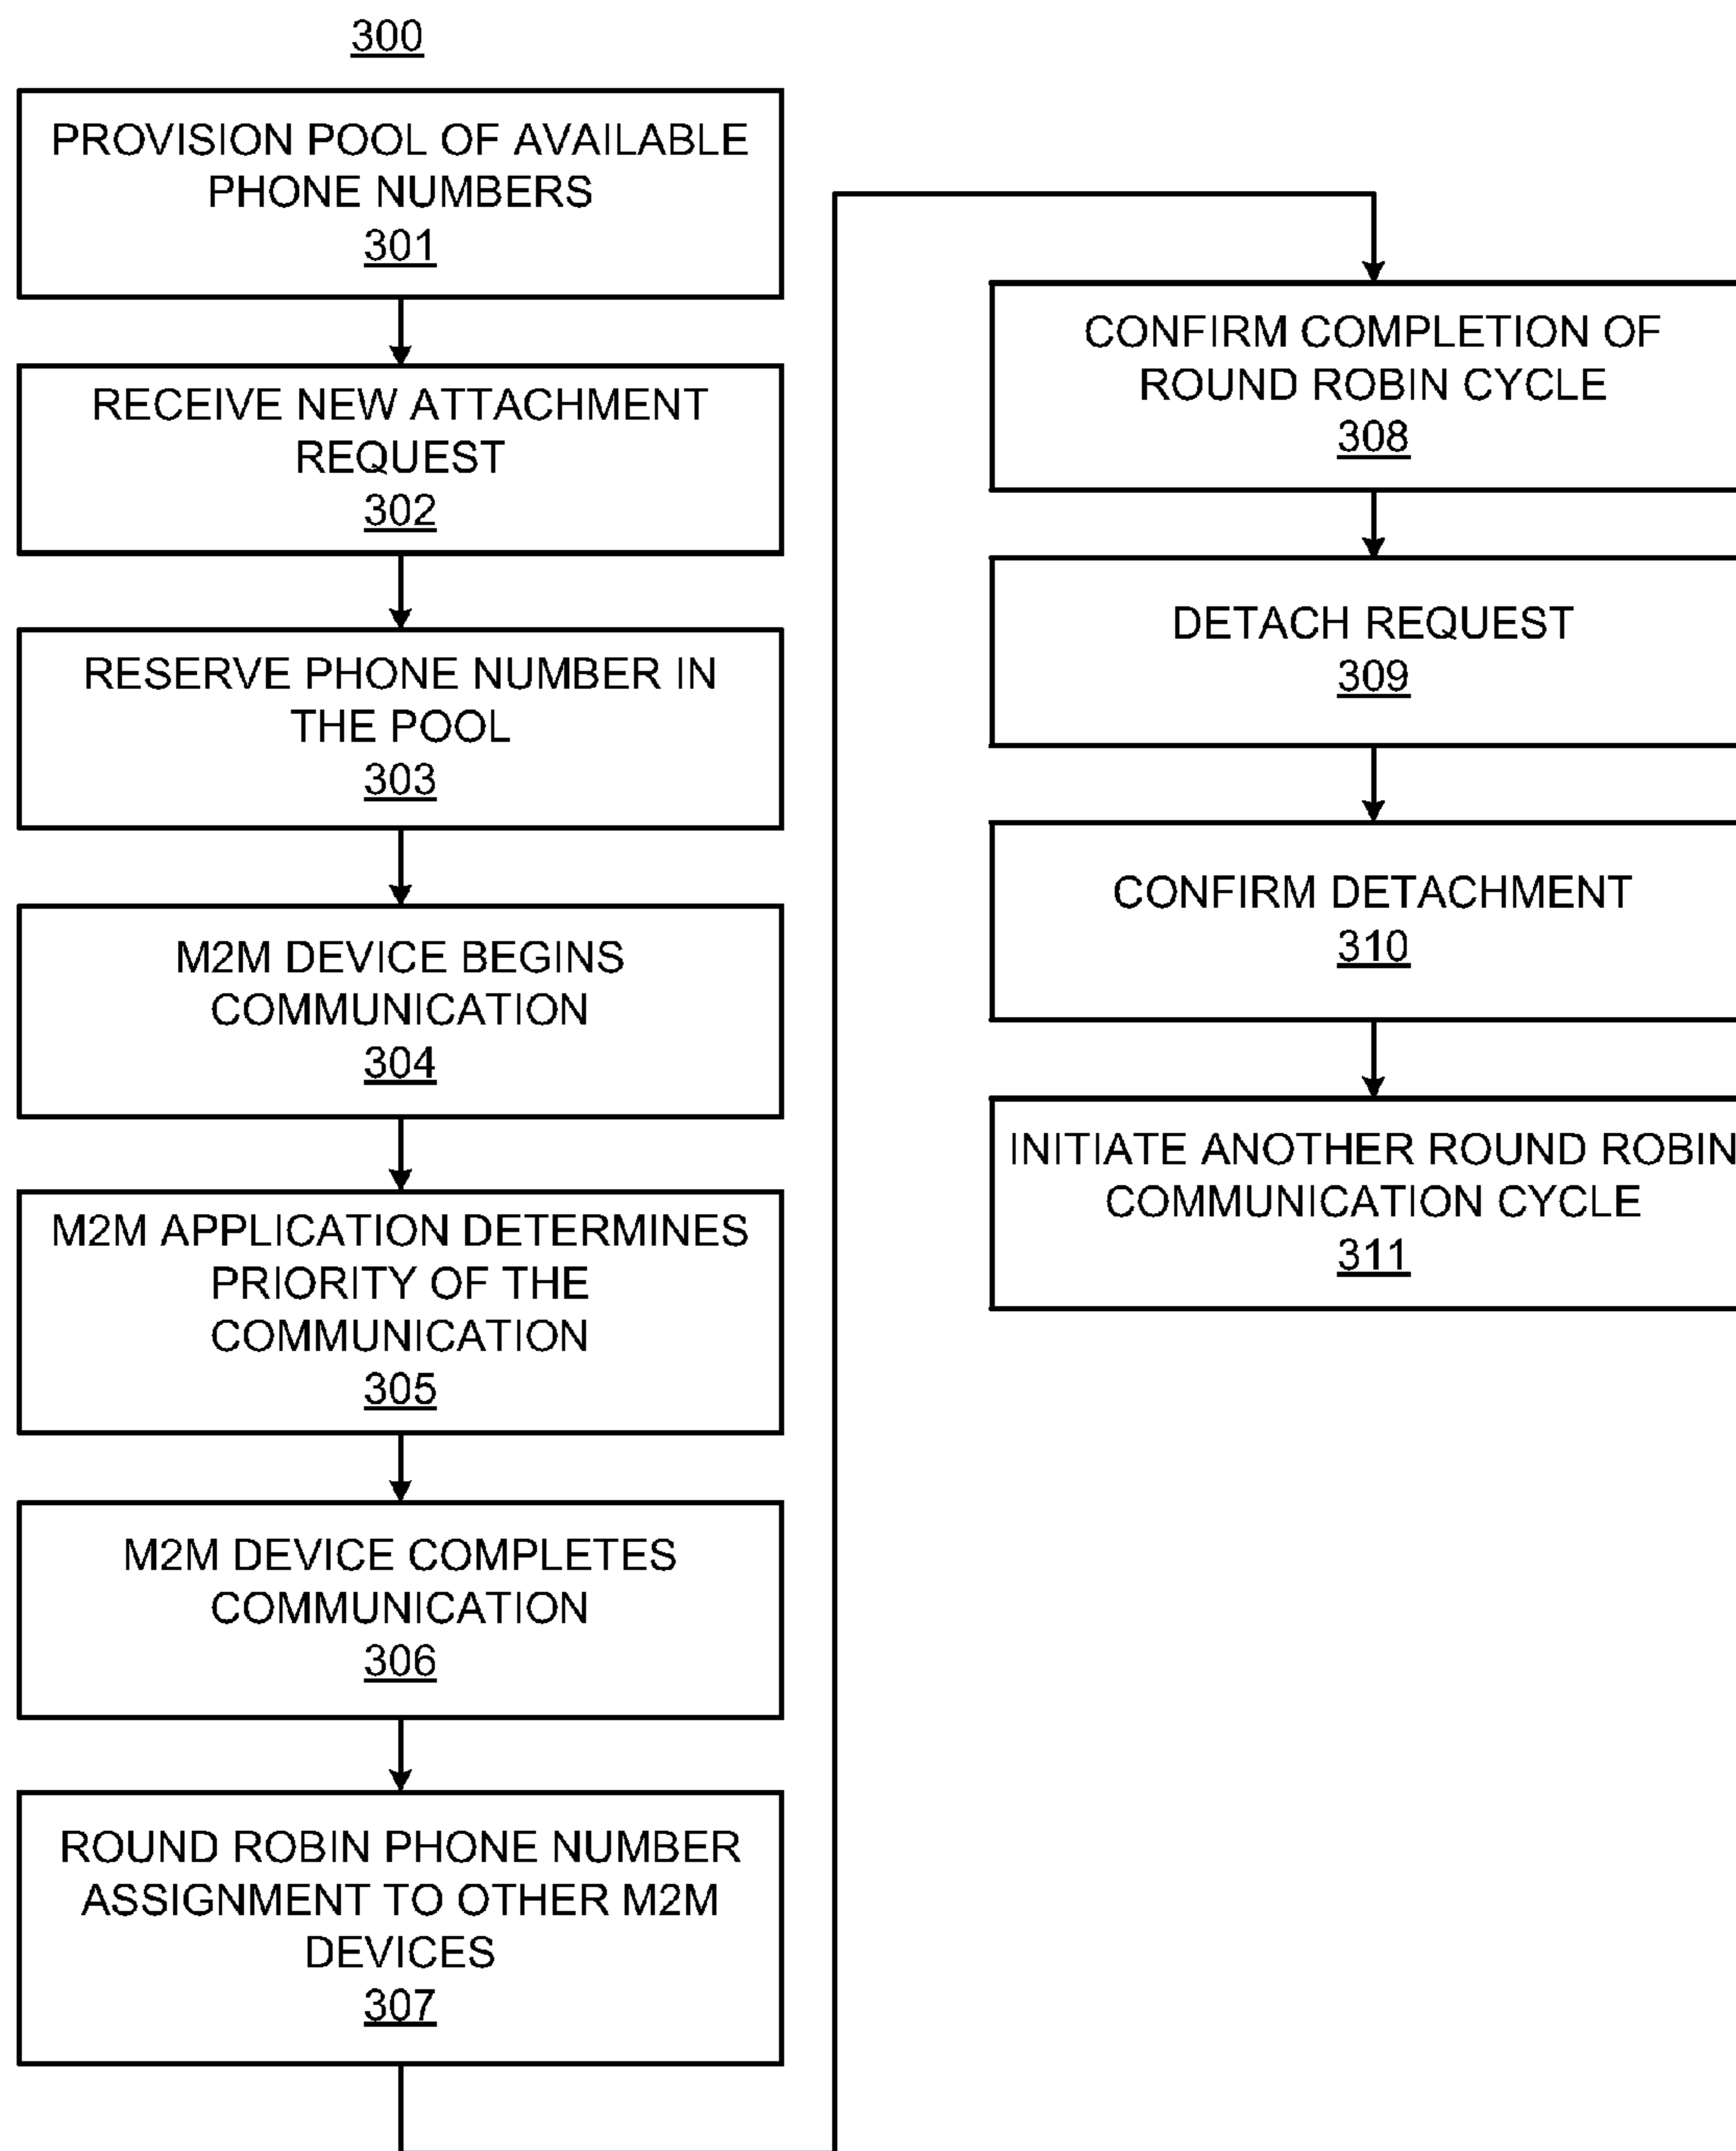 300
PROVISION POOL OF AVAILABLE
PHONE NUMBERS
301
RECEIVE NEW ATTACHMENT
REQUEST
302
RESERVE PHONE NUMBER IN
THE POOL
303
M2M DEVICE BEGINS
COMMUNICATION
304
M2M APPLICATION DETERMINES
PRIORITY OF THE
COMMUNICATION
305
M2M DEVICE COMPLETES
COMMUNICATION
306
ROUND ROBIN PHONE NUMBER
ASSIGNMENT TO OTHER M2M
DEVICES
307
CONFIRM COMPLETION OF
ROUND ROBIN CYCLE
308
DETACH REQUEST
309
CONFIRM DETACHMENT
310
INITIATE ANOTHER ROUND ROBIN
COMMUNICATION CYCLE
311